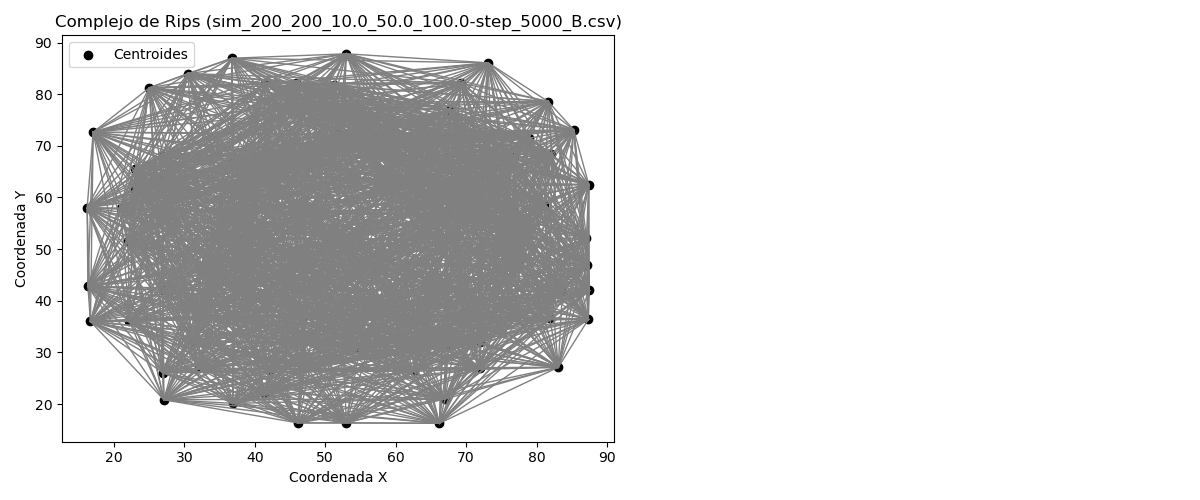 Complejo de Rips (sim_200_200_10.0_50.0_100.0-step_5000_B.csv)
Centroides
Coordenada Y
90
80
70
60
50
40
30
20
20 30 40 50 60 70 80 90
Coordenada X